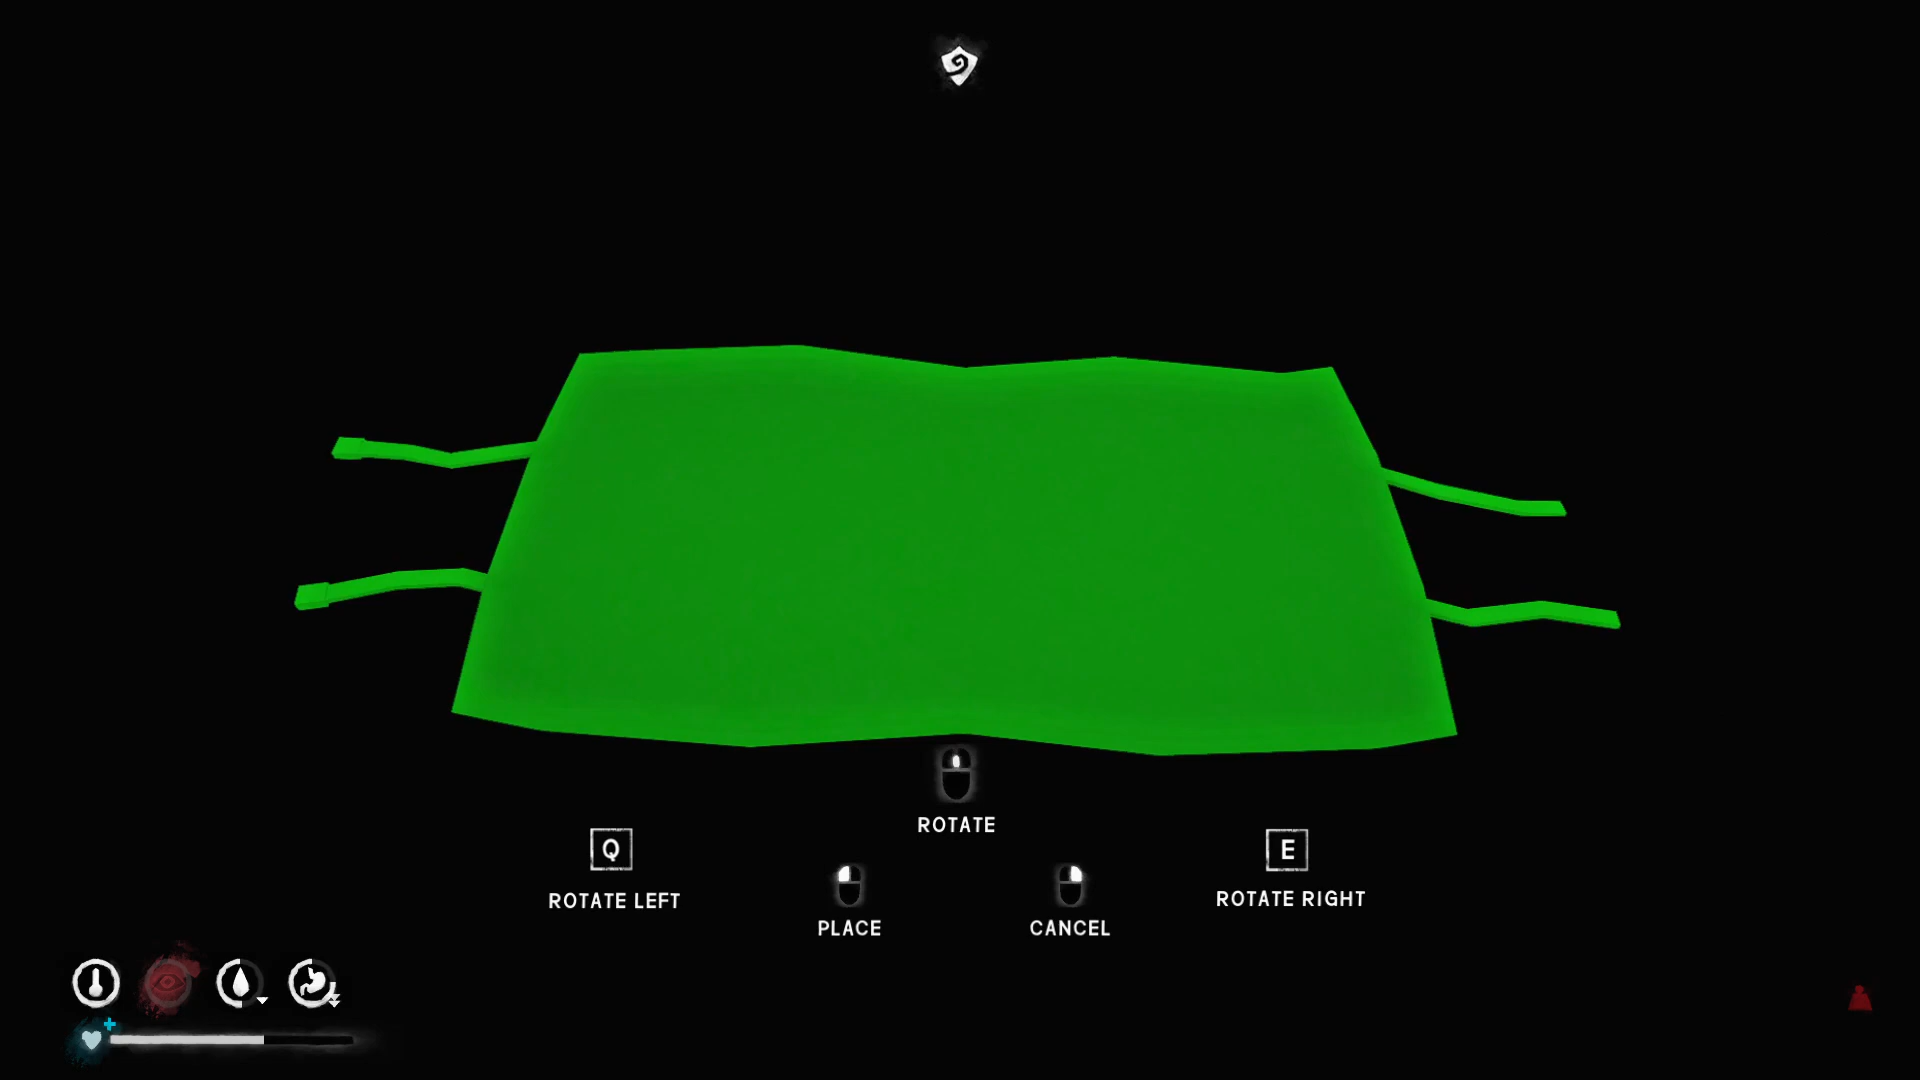 ROTATE
Q
E
ROTATE LEFT
ROTATE RIGHT
PLACE
CANCEL